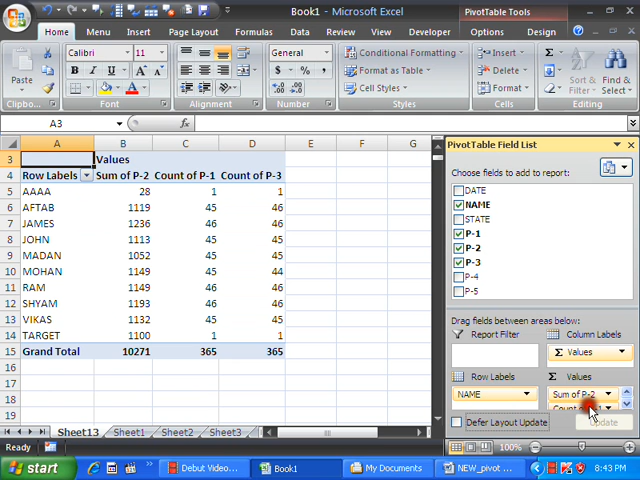 Book1 - Microsoft Excel
PivotTable Tools
Home Insert Page Layout Formulas Data Review View Developer Options Design
Calibri 11 General Conditional Formatting Insert Σ
Paste B I U A A $ % , Format as Table Delete Sort & Filter Find & Select
Cell Styles Format
Clipboa... Font Alignment Number Styles Cells Editing
A3 fx
A B C D E F G
3 Values
4 Row Labels Sum of P-2 Count of P-1 Count of P-3
5 AAAA 28 1 1
6 AFTAB 1119 45 45
7 JAMES 1236 46 46
8 JOHN 1113 45 45
9 MADAN 1052 45 45
10 MOHAN 1149 45 44
11 RAM 1149 46 46
12 SHYAM 1193 46 46
13 VIKAS 1132 45 45
14 TARGET 1100 1 1
15 Grand Total 10271 365 365
16
17
18
19
Sheet13 Sheet1 Sheet2 Sheet3
PivotTable Field List
Choose fields to add to report:
DATE
NAME
STATE
P-1
P-2
P-3
P-4
P-5
Drag fields between areas below:
Report Filter Column Labels
Σ Values
Row Labels Σ Values
NAME Sum of P-2
Defer Layout Update Update
Ready 100%
start Debut Video... Book1 My Documents NEW_pivot ... 8:43 PM